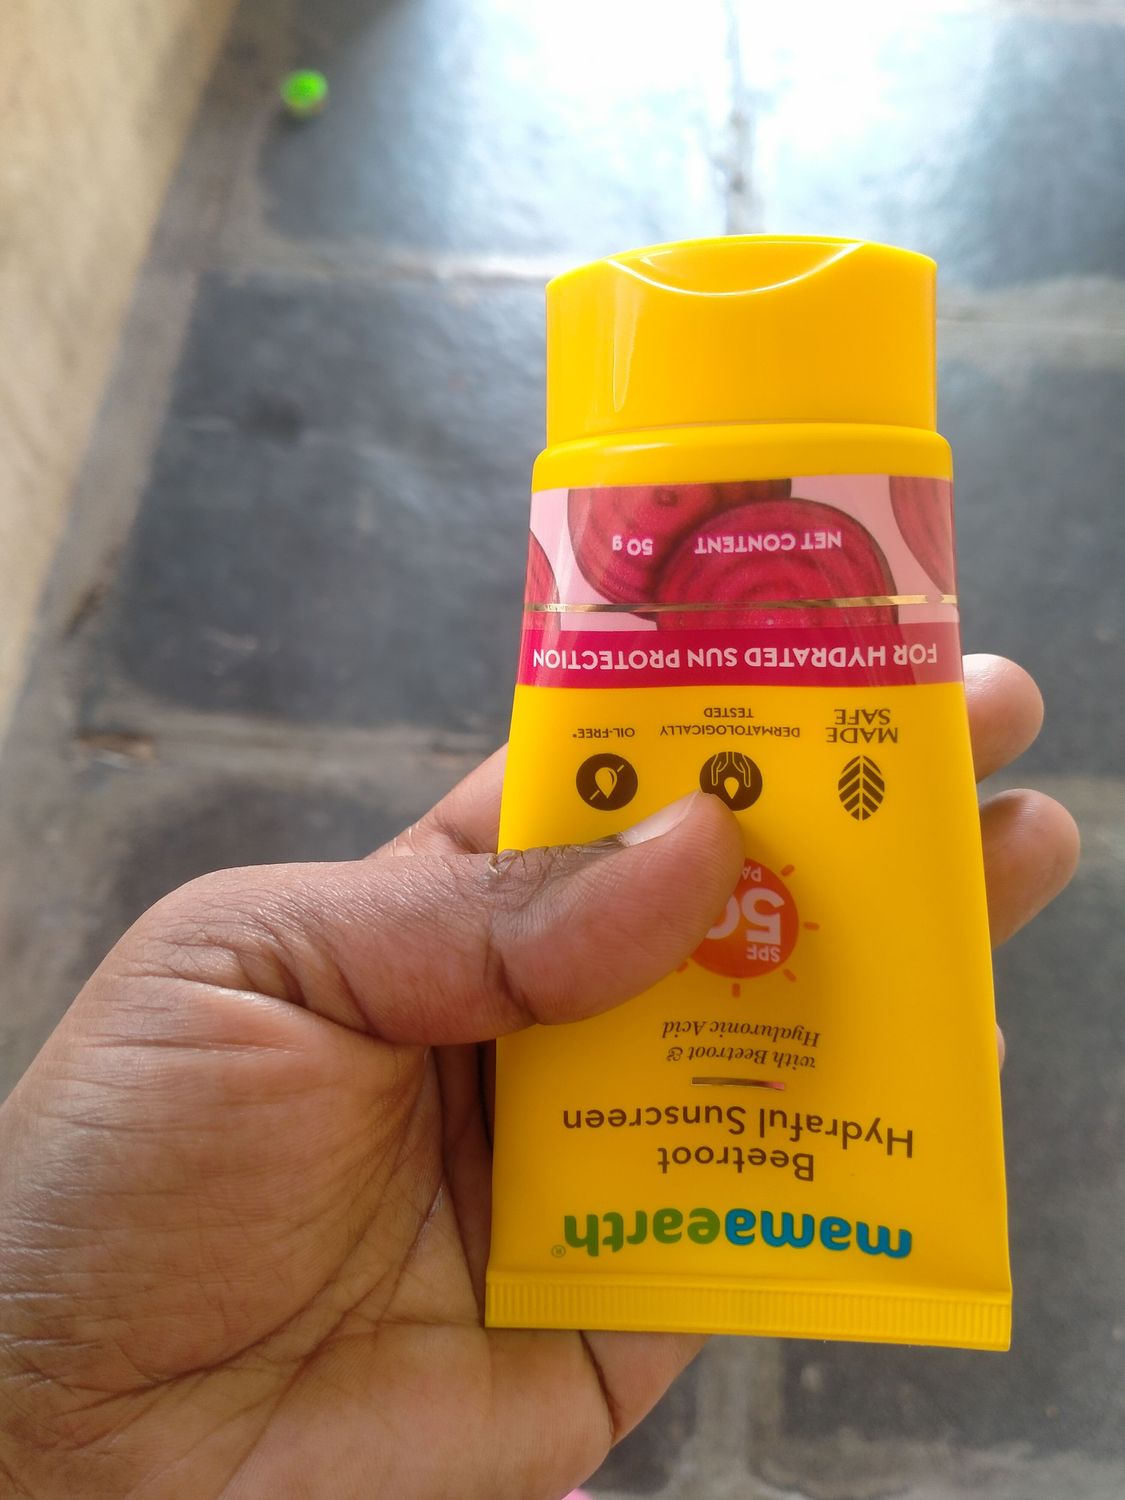 mamaearth®
Beetroot
Hydraful Sunscreen
with Beetroot &
Hyaluronic Acid
SPF
MADE
SAFE
DERMATOLOGICALLY
TESTED
OIL-FREE*
FOR HYDRATED SUN PROTECTION
NET CONTENT 50 g